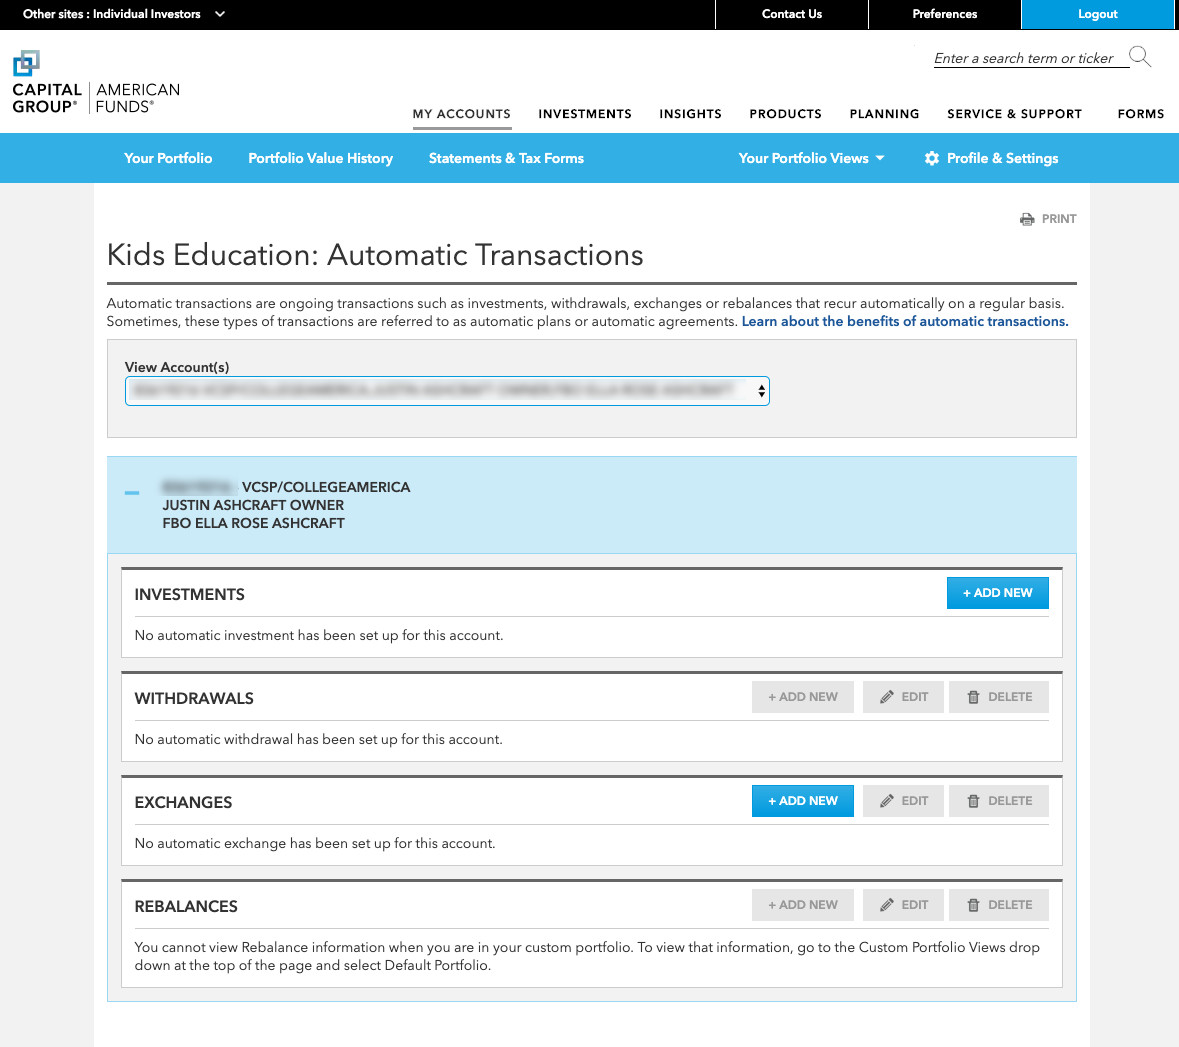 Other sites : Individual Investors
Contact Us
Preferences
Logout
Enter a search term or ticker
CAPITAL GROUP® | AMERICAN FUNDS®
MY ACCOUNTS
INVESTMENTS
INSIGHTS
PRODUCTS
PLANNING
SERVICE & SUPPORT
FORMS
Your Portfolio
Portfolio Value History
Statements & Tax Forms
Your Portfolio Views
Profile & Settings
PRINT
Kids Education: Automatic Transactions
Automatic transactions are ongoing transactions such as investments, withdrawals, exchanges or rebalances that recur automatically on a regular basis.
Sometimes, these types of transactions are referred to as automatic plans or automatic agreements. Learn about the benefits of automatic transactions.
View Account(s)
VCSP/COLLEGEAMERICA
JUSTIN ASHCRAFT OWNER
FBO ELLA ROSE ASHCRAFT
INVESTMENTS
+ ADD NEW
No automatic investment has been set up for this account.
WITHDRAWALS
+ ADD NEW
EDIT
DELETE
No automatic withdrawal has been set up for this account.
EXCHANGES
+ ADD NEW
EDIT
DELETE
No automatic exchange has been set up for this account.
REBALANCES
+ ADD NEW
EDIT
DELETE
You cannot view Rebalance information when you are in your custom portfolio. To view that information, go to the Custom Portfolio Views drop
down at the top of the page and select Default Portfolio.